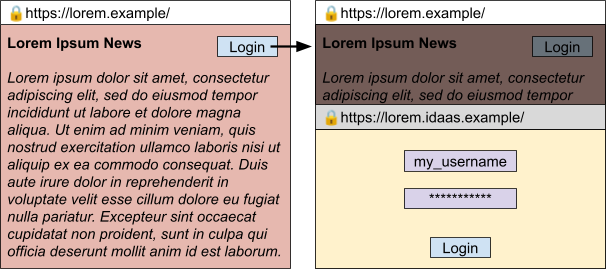 🔒https://lorem.example/
Lorem Ipsum News
Login
Lorem ipsum dolor sit amet, consectetur
adipiscing elit, sed do eiusmod tempor
incididunt ut labore et dolore magna
aliqua. Ut enim ad minim veniam, quis
nostrud exercitation ullamco laboris nisi ut
aliquip ex ea commodo consequat. Duis
aute irure dolor in reprehenderit in
voluptate velit esse cillum dolore eu fugiat
nulla pariatur. Excepteur sint occaecat
cupidatat non proident, sunt in culpa qui
officia deserunt mollit anim id est laborum.
🔒https://lorem.example/
Lorem Ipsum News
Login
Lorem ipsum dolor sit amet, consectetur
adipiscing elit, sed do eiusmod tempor
🔒https://lorem.idaas.example/
my_username
***********
Login